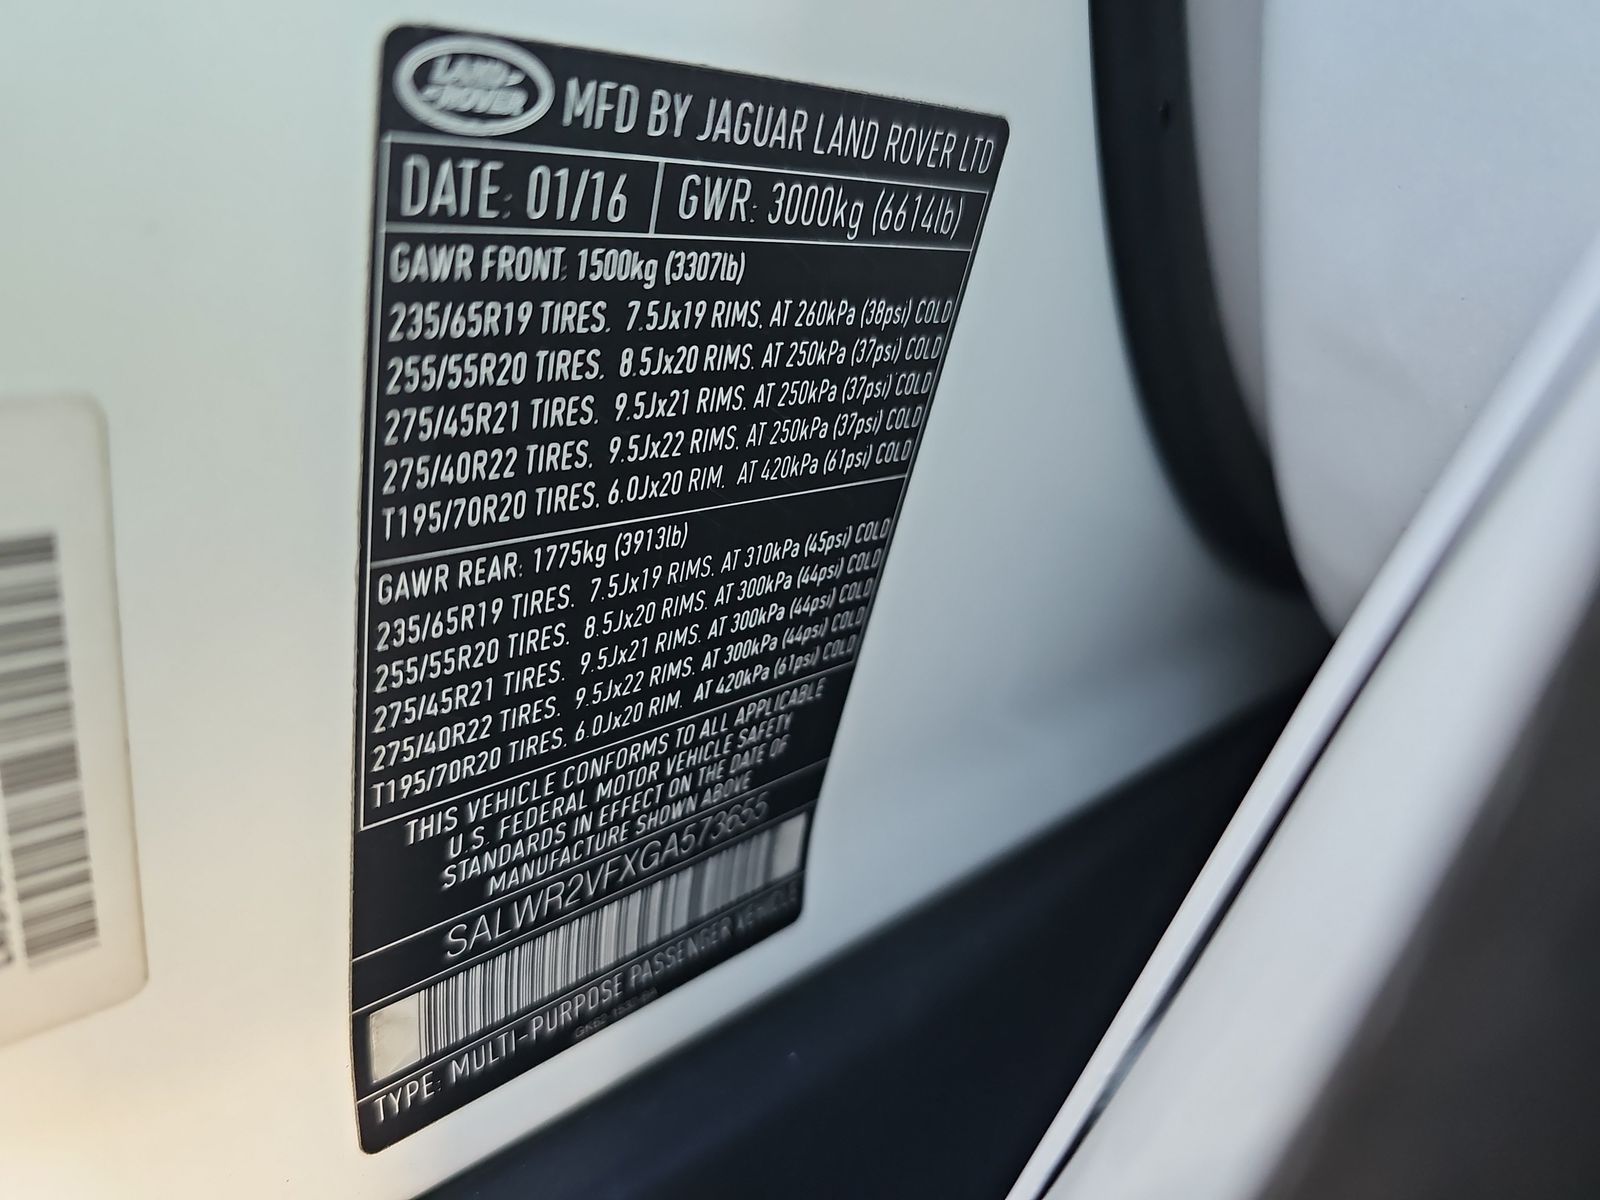 LAND ROVER
MFD BY JAGUAR LAND ROVER LTD
DATE: 01/16 GWR: 3000kg (6614lb)
GAWR FRONT: 1500kg (3307lb)
235/65R19 TIRES. 7.5Jx19 RIMS. AT 260kPa (38psi) COLD
255/55R20 TIRES. 8.5Jx20 RIMS. AT 250kPa (37psi) COLD
275/45R21 TIRES. 9.5Jx21 RIMS. AT 250kPa (37psi) COLD
275/40R22 TIRES. 9.5Jx22 RIMS. AT 250kPa (37psi) COLD
T195/70R20 TIRES. 6.0Jx20 RIM. AT 420kPa (61psi) COLD
GAWR REAR: 1775kg (3913lb)
235/65R19 TIRES. 7.5Jx19 RIMS. AT 310kPa (45psi) COLD
255/55R20 TIRES. 8.5Jx20 RIMS. AT 300kPa (44psi) COLD
275/45R21 TIRES. 9.5Jx21 RIMS. AT 300kPa (44psi) COLD
275/40R22 TIRES. 9.5Jx22 RIMS. AT 300kPa (44psi) COLD
T195/70R20 TIRES. 6.0Jx20 RIM. AT 420kPa (61psi) COLD
THIS VEHICLE CONFORMS TO ALL APPLICABLE
U.S. FEDERAL MOTOR VEHICLE SAFETY
STANDARDS IN EFFECT ON THE DATE OF
MANUFACTURE SHOWN ABOVE
SALWR2VFXGA573655
TYPE: MULTI-PURPOSE PASSENGER VEHICLE